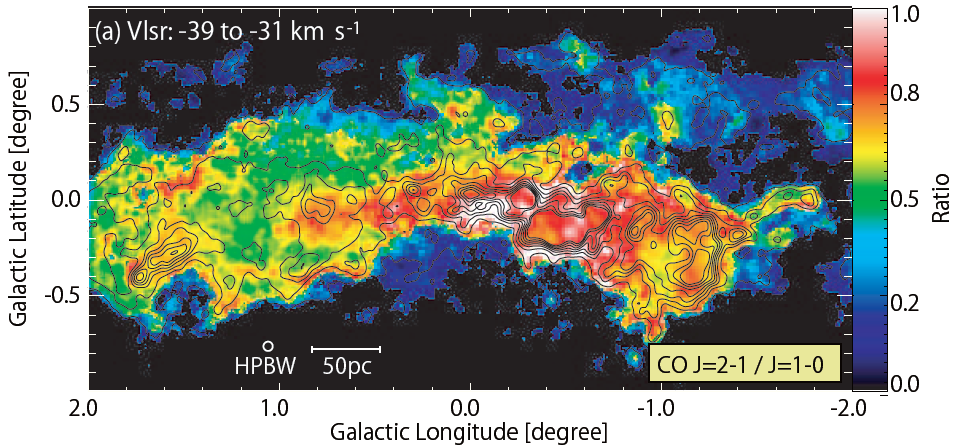 (a) Vlsr: -39 to -31 km s-1
1.0
0.8
0.5
0.2
0.0
Ratio
0.5
0.0
-0.5
Galactic Latitude [degree]
HPBW
50pc
CO J=2-1 / J=1-0
2.0 1.0 0.0 -1.0 -2.0
Galactic Longitude [degree]